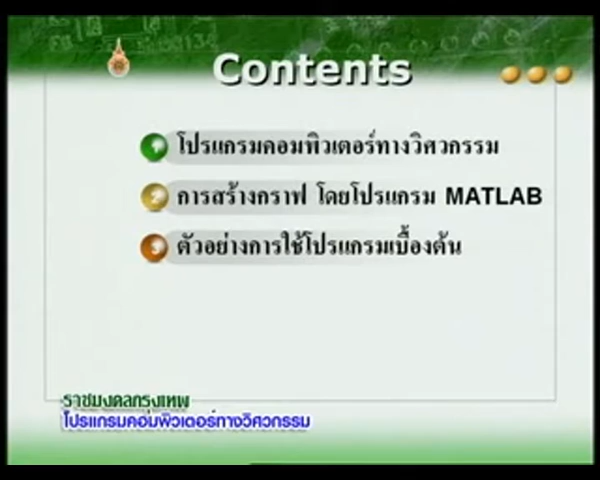 Contents
1 โปรแกรมคอมพิวเตอร์ทางวิศวกรรม
2 การสร้างกราฟ โดยโปรแกรม MATLAB
3 ตัวอย่างการใช้โปรแกรมเบื้องต้น
ราชมงคลกรุงเทพ
โปรแกรมคอมพิวเตอร์ทางวิศวกรรม